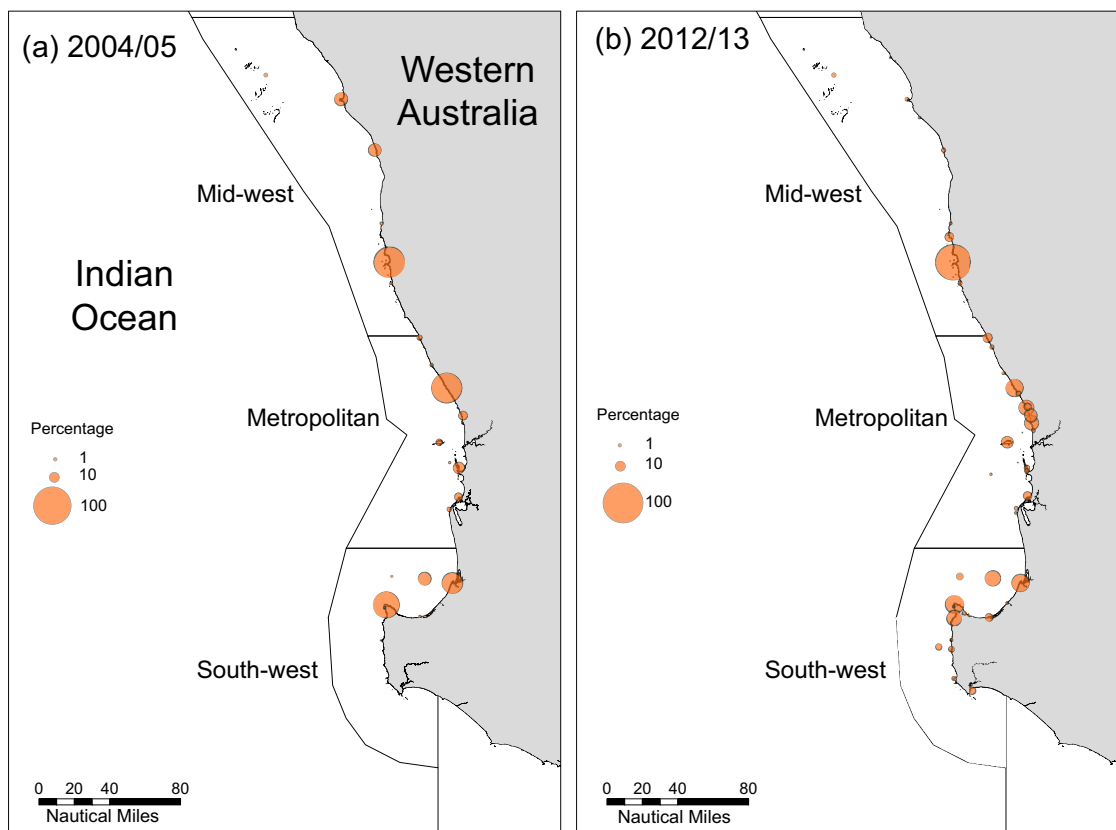 (a) 2004/05
Western
Australia
Mid-west
Indian
Ocean
Metropolitan
Percentage
1
10
100
South-west
0 20 40 80
Nautical Miles
(b) 2012/13
Mid-west
Metropolitan
Percentage
1
10
100
South-west
0 20 40 80
Nautical Miles